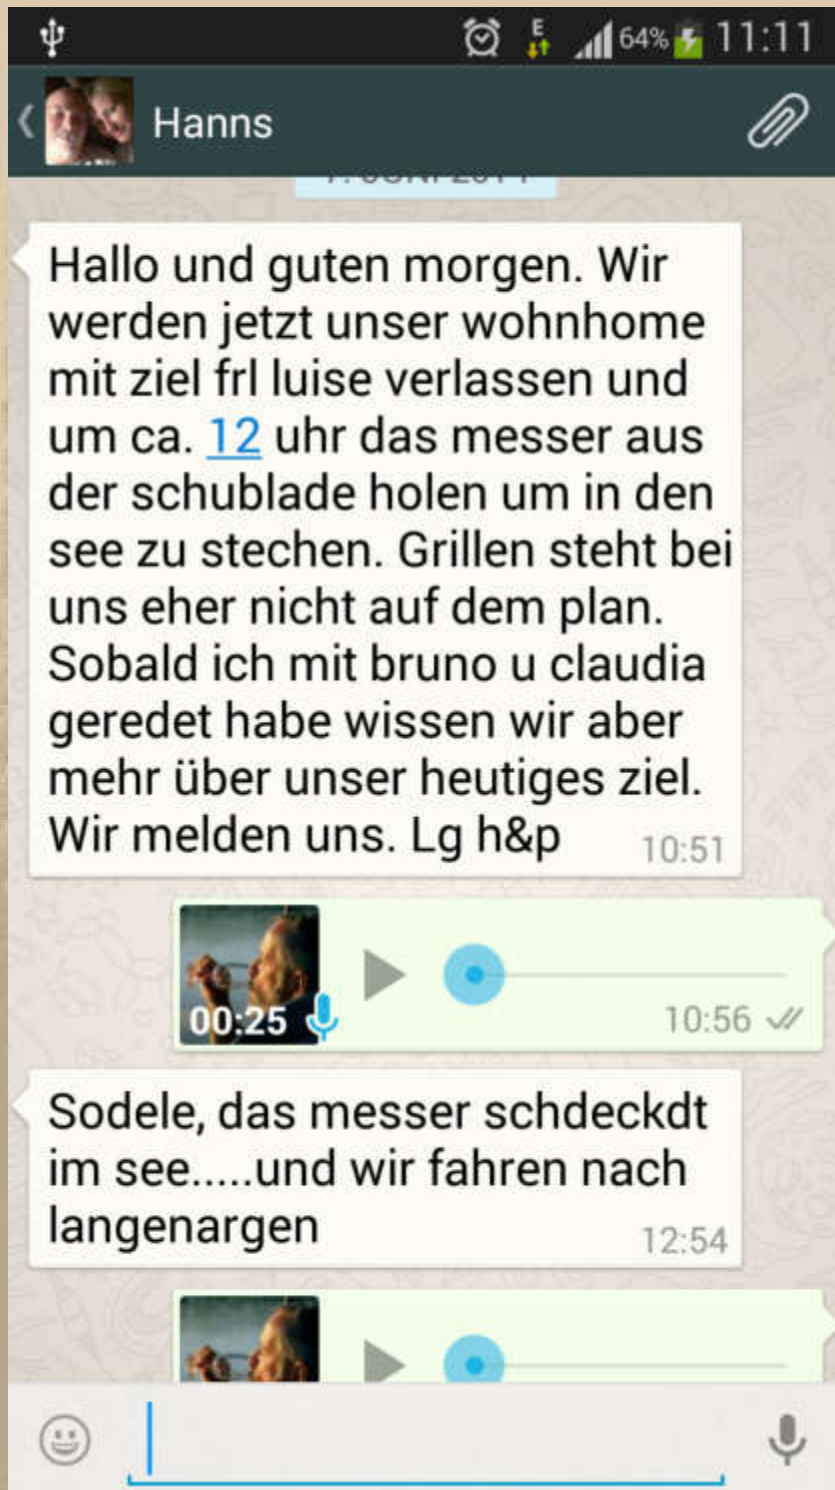 E
64%
11:11
Hanns
Hallo und guten morgen. Wir
werden jetzt unser wohnhome
mit ziel frl luise verlassen und
um ca. 12 uhr das messer aus
der schublade holen um in den
see zu stechen. Grillen steht bei
uns eher nicht auf dem plan.
Sobald ich mit bruno u claudia
geredet habe wissen wir aber
mehr über unser heutiges ziel.
Wir melden uns. Lg h&p
10:51
00:25
10:56
Sodele, das messer schdeckdt
im see.....und wir fahren nach
langenargen
12:54